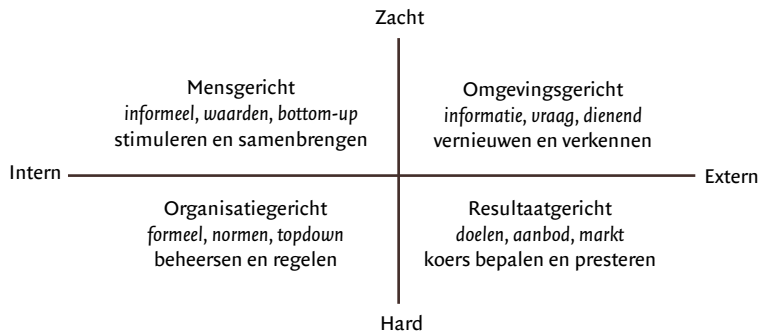 Zacht
Mensgericht
informeel, waarden, bottom-up
stimuleren en samenbrengen
Omgevingsgericht
informatie, vraag, dienend
vernieuwen en verkennen
Intern
Extern
Organisatiegericht
formeel, normen, topdown
beheersen en regelen
Resultaatgericht
doelen, aanbod, markt
koers bepalen en presteren
Hard